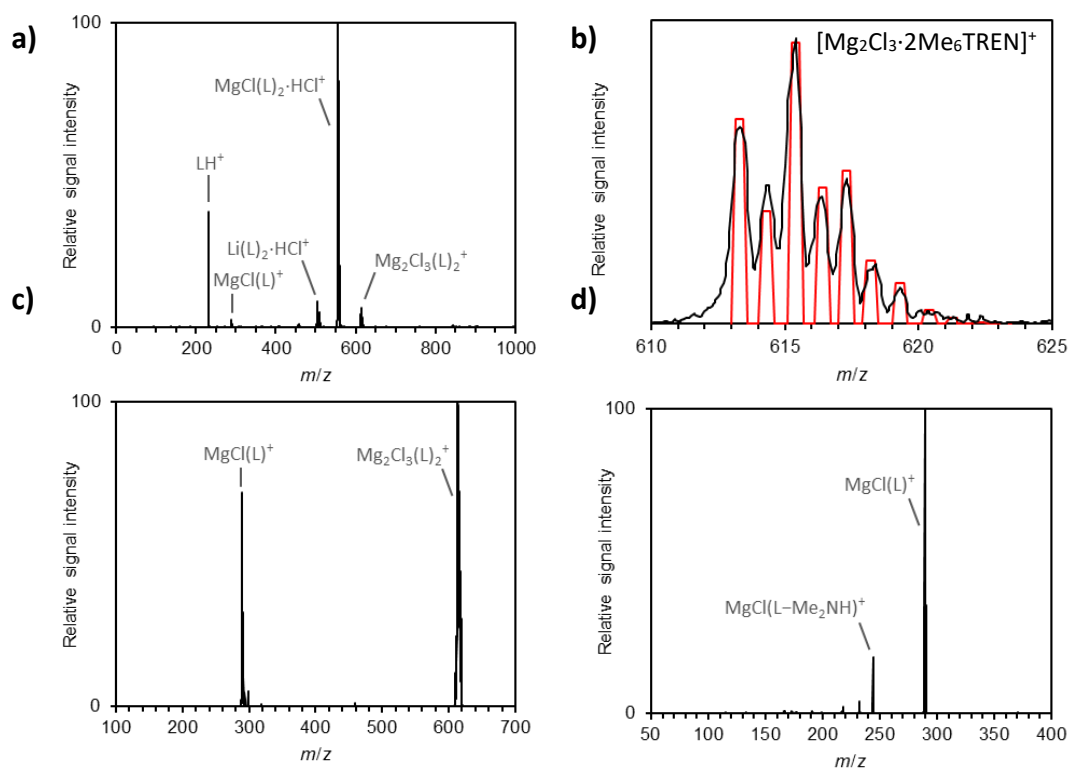 a)
100
Relative signal intensity
0
LH⁺
MgCl(L)⁺
Li(L)₂·HCl⁺
MgCl(L)₂·HCl⁺
Mg₂Cl₃(L)₂⁺
0 200 400 600 800 1000
m/z
b)
[Mg₂Cl₃·2Me₆TREN]⁺
Relative signal intensity
610 615 620 625
m/z
c)
100
Relative signal intensity
0
MgCl(L)⁺
Mg₂Cl₃(L)₂⁺
100 200 300 400 500 600 700
m/z
d)
100
Relative signal intensity
0
MgCl(L)⁺
MgCl(L−Me₂NH)⁺
50 100 150 200 250 300 350 400
m/z